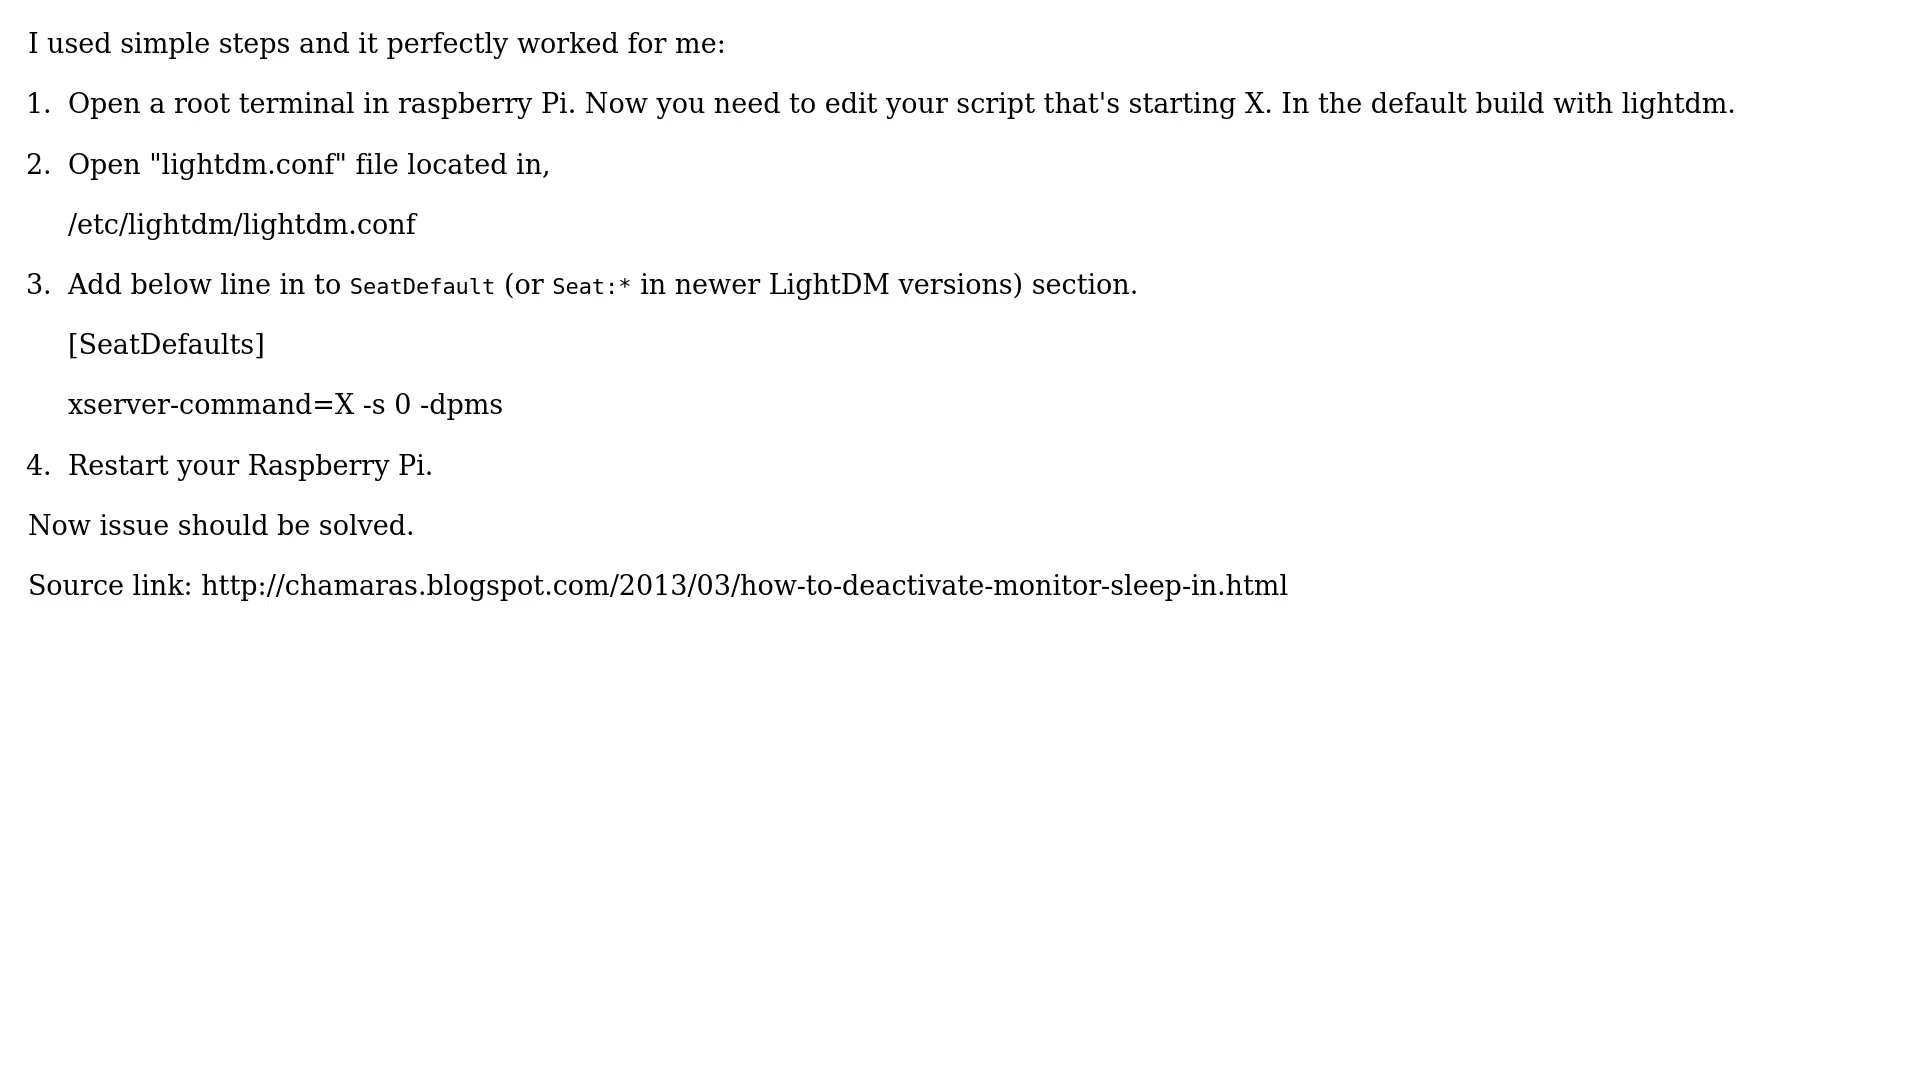 I used simple steps and it perfectly worked for me:
1. Open a root terminal in raspberry Pi. Now you need to edit your script that's starting X. In the default build with lightdm.
2. Open "lightdm.conf" file located in,
/etc/lightdm/lightdm.conf
3. Add below line in to SeatDefault (or Seat:* in newer LightDM versions) section.
[SeatDefaults]
xserver-command=X -s 0 -dpms
4. Restart your Raspberry Pi.
Now issue should be solved.
Source link: http://chamaras.blogspot.com/2013/03/how-to-deactivate-monitor-sleep-in.html